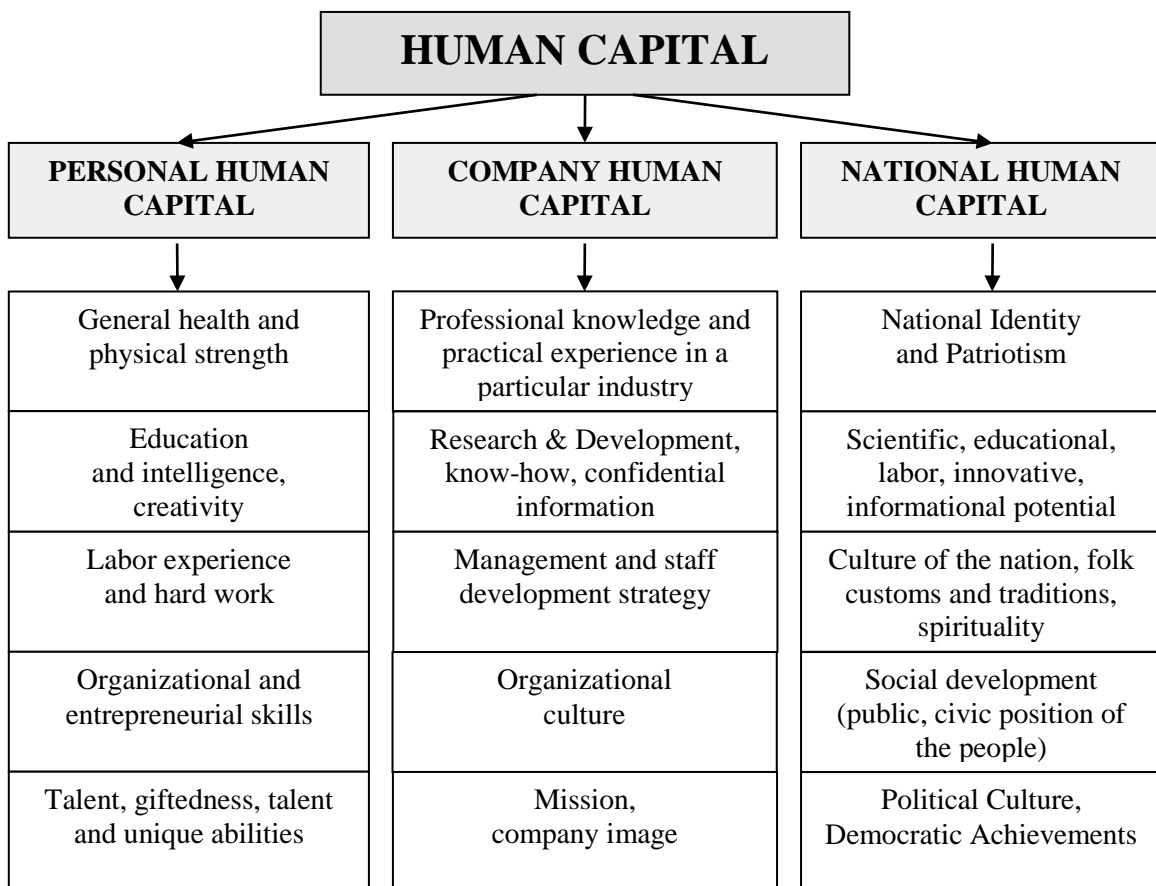 HUMAN CAPITAL
PERSONAL HUMAN
CAPITAL
COMPANY HUMAN
CAPITAL
NATIONAL HUMAN
CAPITAL
General health and
physical strength
Professional knowledge and
practical experience in a
particular industry
National Identity
and Patriotism
Education
and intelligence,
creativity
Research & Development,
know-how, confidential
information
Scientific, educational,
labor, innovative,
informational potential
Labor experience
and hard work
Management and staff
development strategy
Culture of the nation, folk
customs and traditions,
spirituality
Organizational and
entrepreneurial skills
Organizational
culture
Social development
(public, civic position of
the people)
Talent, giftedness, talent
and unique abilities
Mission,
company image
Political Culture,
Democratic Achievements